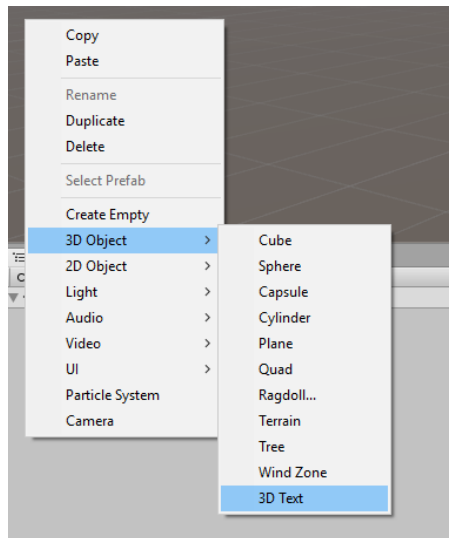 Copy
Paste
Rename
Duplicate
Delete
Select Prefab
Create Empty
3D Object
2D Object
Light
Audio
Video
UI
Particle System
Camera
Cube
Sphere
Capsule
Cylinder
Plane
Quad
Ragdoll...
Terrain
Tree
Wind Zone
3D Text